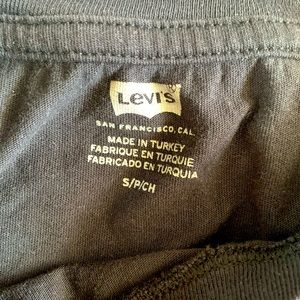 Levi's
SAN FRANCISCO, CAL.
MADE IN TURKEY
FABRIQUE EN TURQUIE
FABRICADO EN TURQUIA
S/P/CH